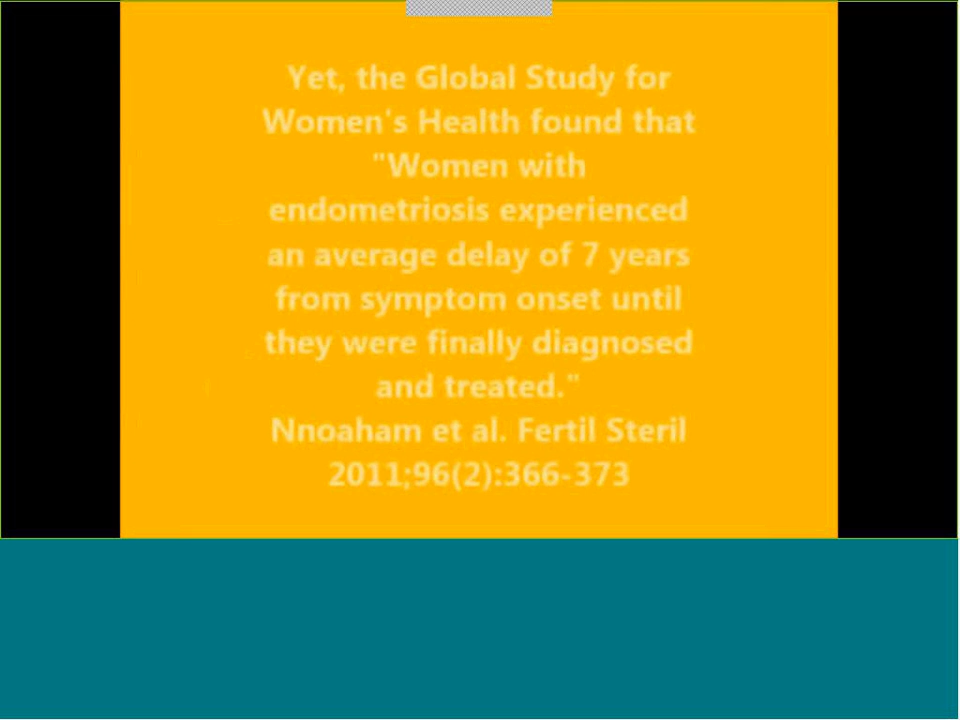 Yet, the Global Study for
Women's Health found that
"Women with
endometriosis experienced
an average delay of 7 years
from symptom onset until
they were finally diagnosed
and treated."
Nnoaham et al. Fertil Steril
2011;96(2):366-373